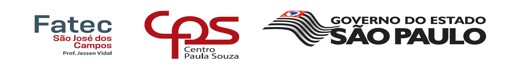 Fatec
São José dos
Campos
Prof. Jessen Vidal
CPS
Centro
Paula Souza
GOVERNO DO ESTADO
SÃO PAULO